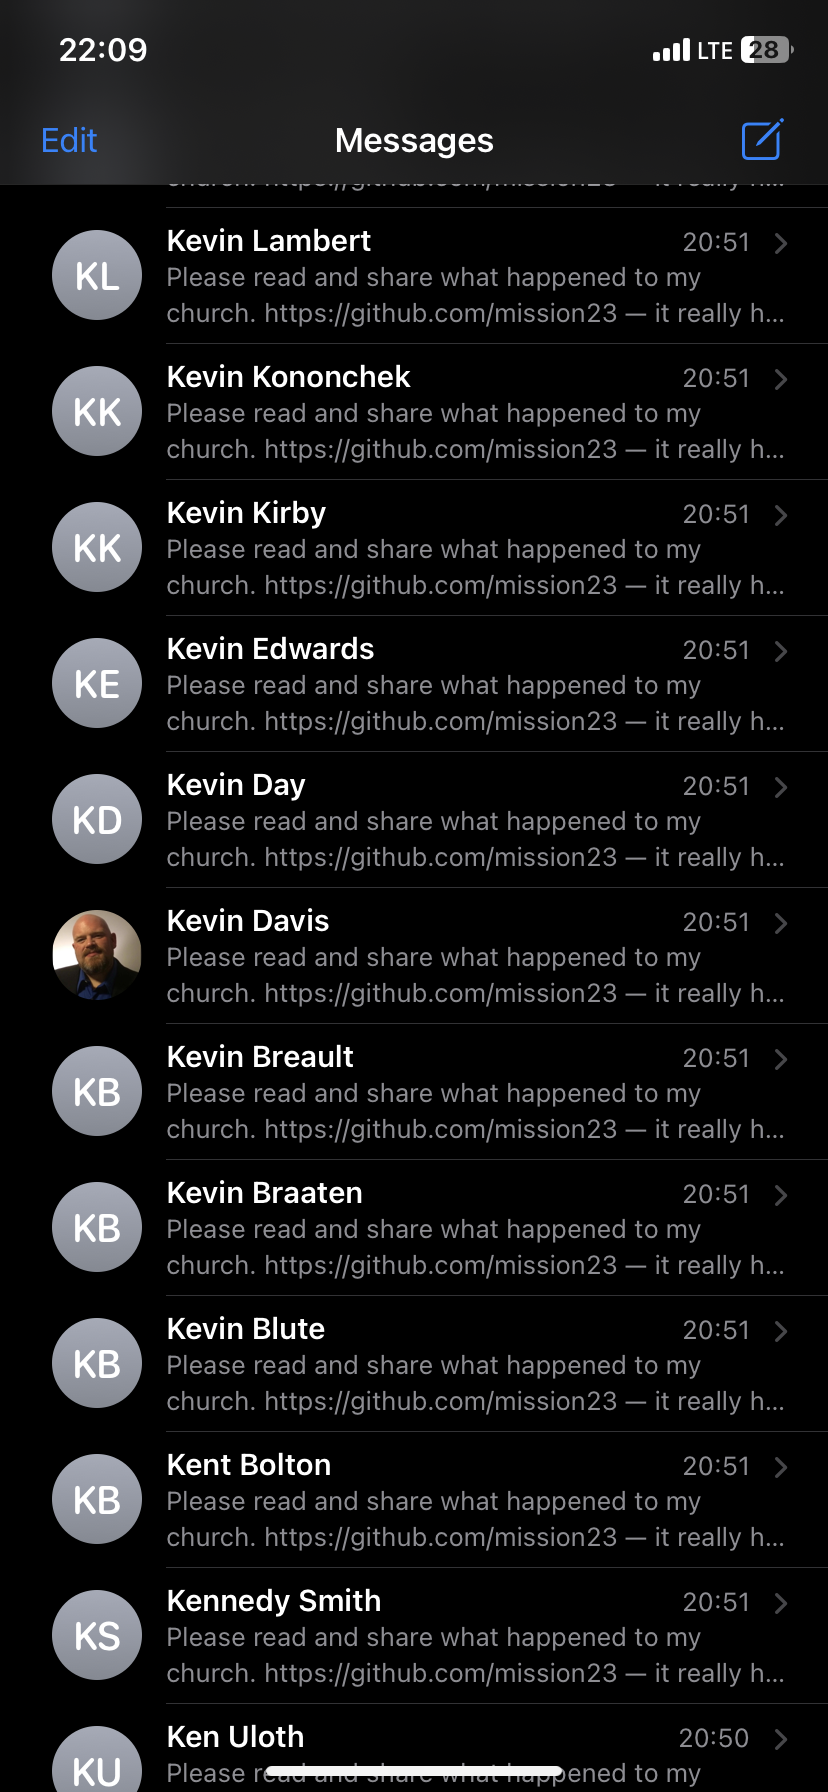 22:09
LTE
28
Edit
Messages
church. https://github.com/mission23 — it really h...
Kevin Lambert
20:51
Please read and share what happened to my
church. https://github.com/mission23 — it really h...
Kevin Kononchek
20:51
Please read and share what happened to my
church. https://github.com/mission23 — it really h...
Kevin Kirby
20:51
Please read and share what happened to my
church. https://github.com/mission23 — it really h...
Kevin Edwards
20:51
Please read and share what happened to my
church. https://github.com/mission23 — it really h...
Kevin Day
20:51
Please read and share what happened to my
church. https://github.com/mission23 — it really h...
Kevin Davis
20:51
Please read and share what happened to my
church. https://github.com/mission23 — it really h...
Kevin Breault
20:51
Please read and share what happened to my
church. https://github.com/mission23 — it really h...
Kevin Braaten
20:51
Please read and share what happened to my
church. https://github.com/mission23 — it really h...
Kevin Blute
20:51
Please read and share what happened to my
church. https://github.com/mission23 — it really h...
Kent Bolton
20:51
Please read and share what happened to my
church. https://github.com/mission23 — it really h...
Kennedy Smith
20:51
Please read and share what happened to my
church. https://github.com/mission23 — it really h...
Ken Uloth
20:50
Please read and share what happened to my
KL
KK
KK
KE
KD
KB
KB
KB
KB
KS
KU